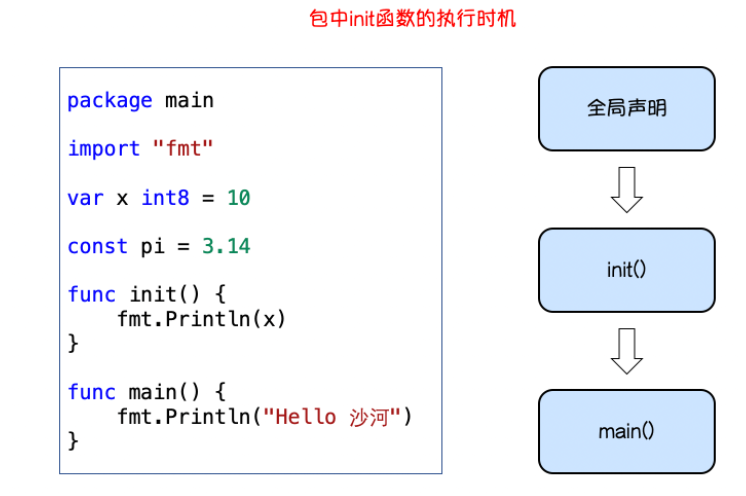 包中init函数的执行时机
package main
import "fmt"
var x int8 = 10
const pi = 3.14
func init() {
    fmt.Println(x)
}
func main() {
    fmt.Println("Hello 沙河")
}
全局声明
init()
main()